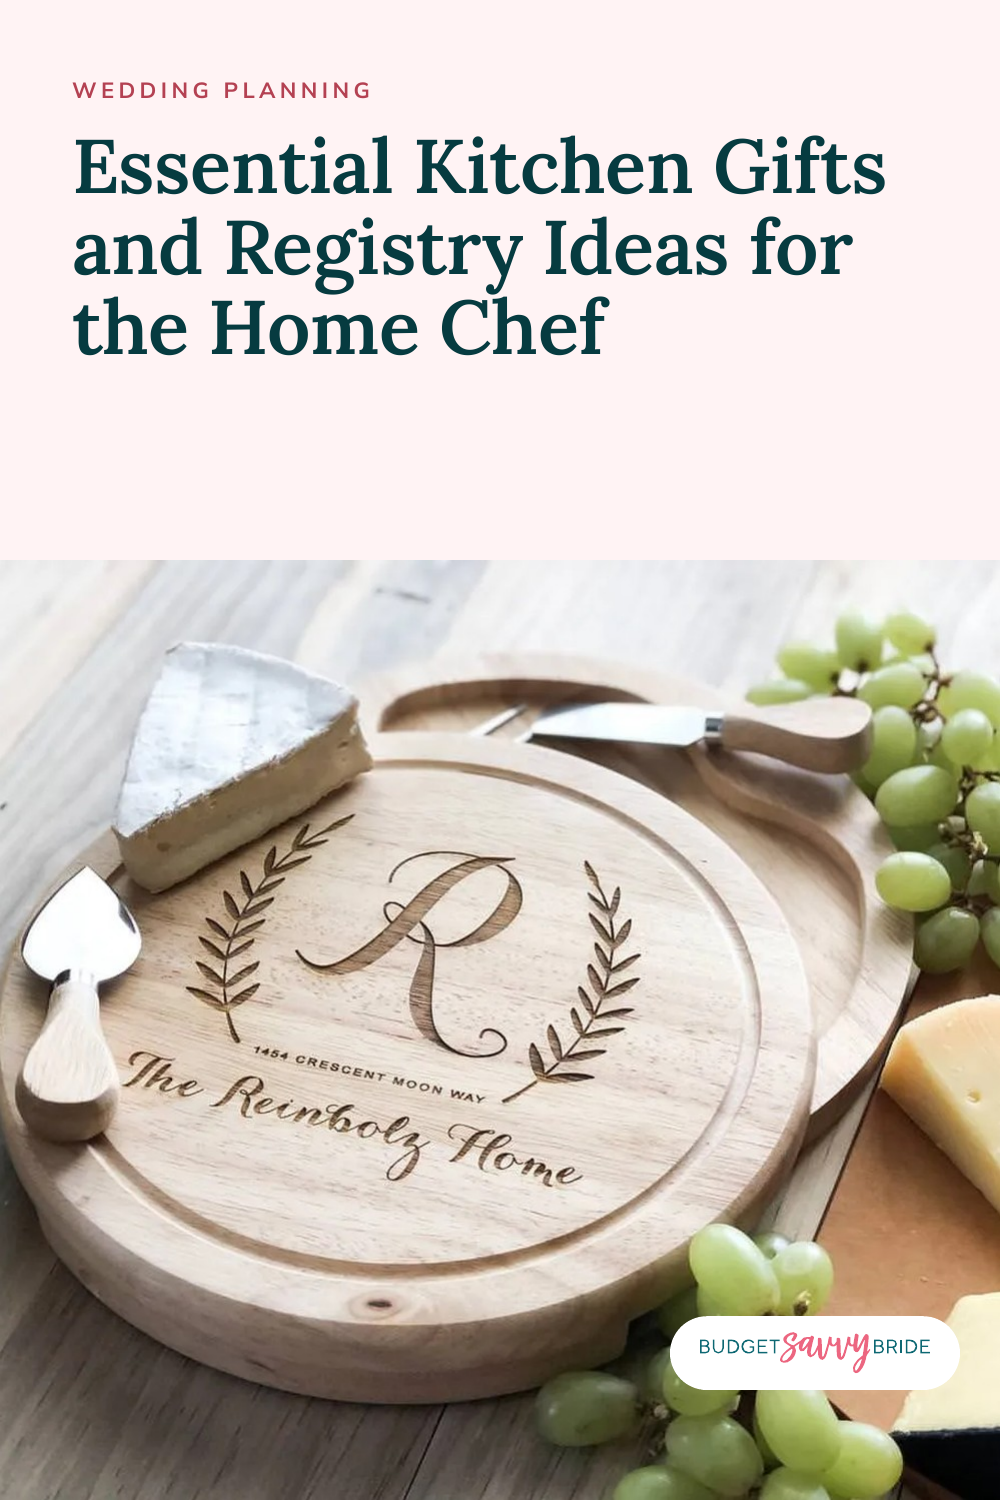 WEDDING PLANNING
Essential Kitchen Gifts
and Registry Ideas for
the Home Chef
R
1454 CRESCENT MOON WAY
The Reinbolz Home
BUDGET savvy BRIDE